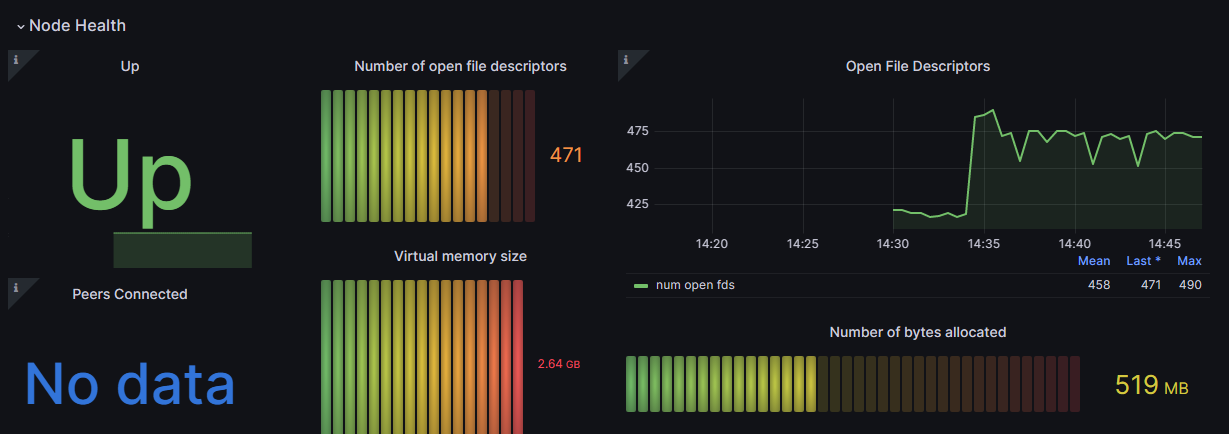 Node Health
i
Up
Up
Number of open file descriptors
471
Virtual memory size
2.64 GB
i
Peers Connected
No data
i
Open File Descriptors
475
450
425
14:20 14:25 14:30 14:35 14:40 14:45
Mean Last * Max
num open fds 458 471 490
Number of bytes allocated
519 MB